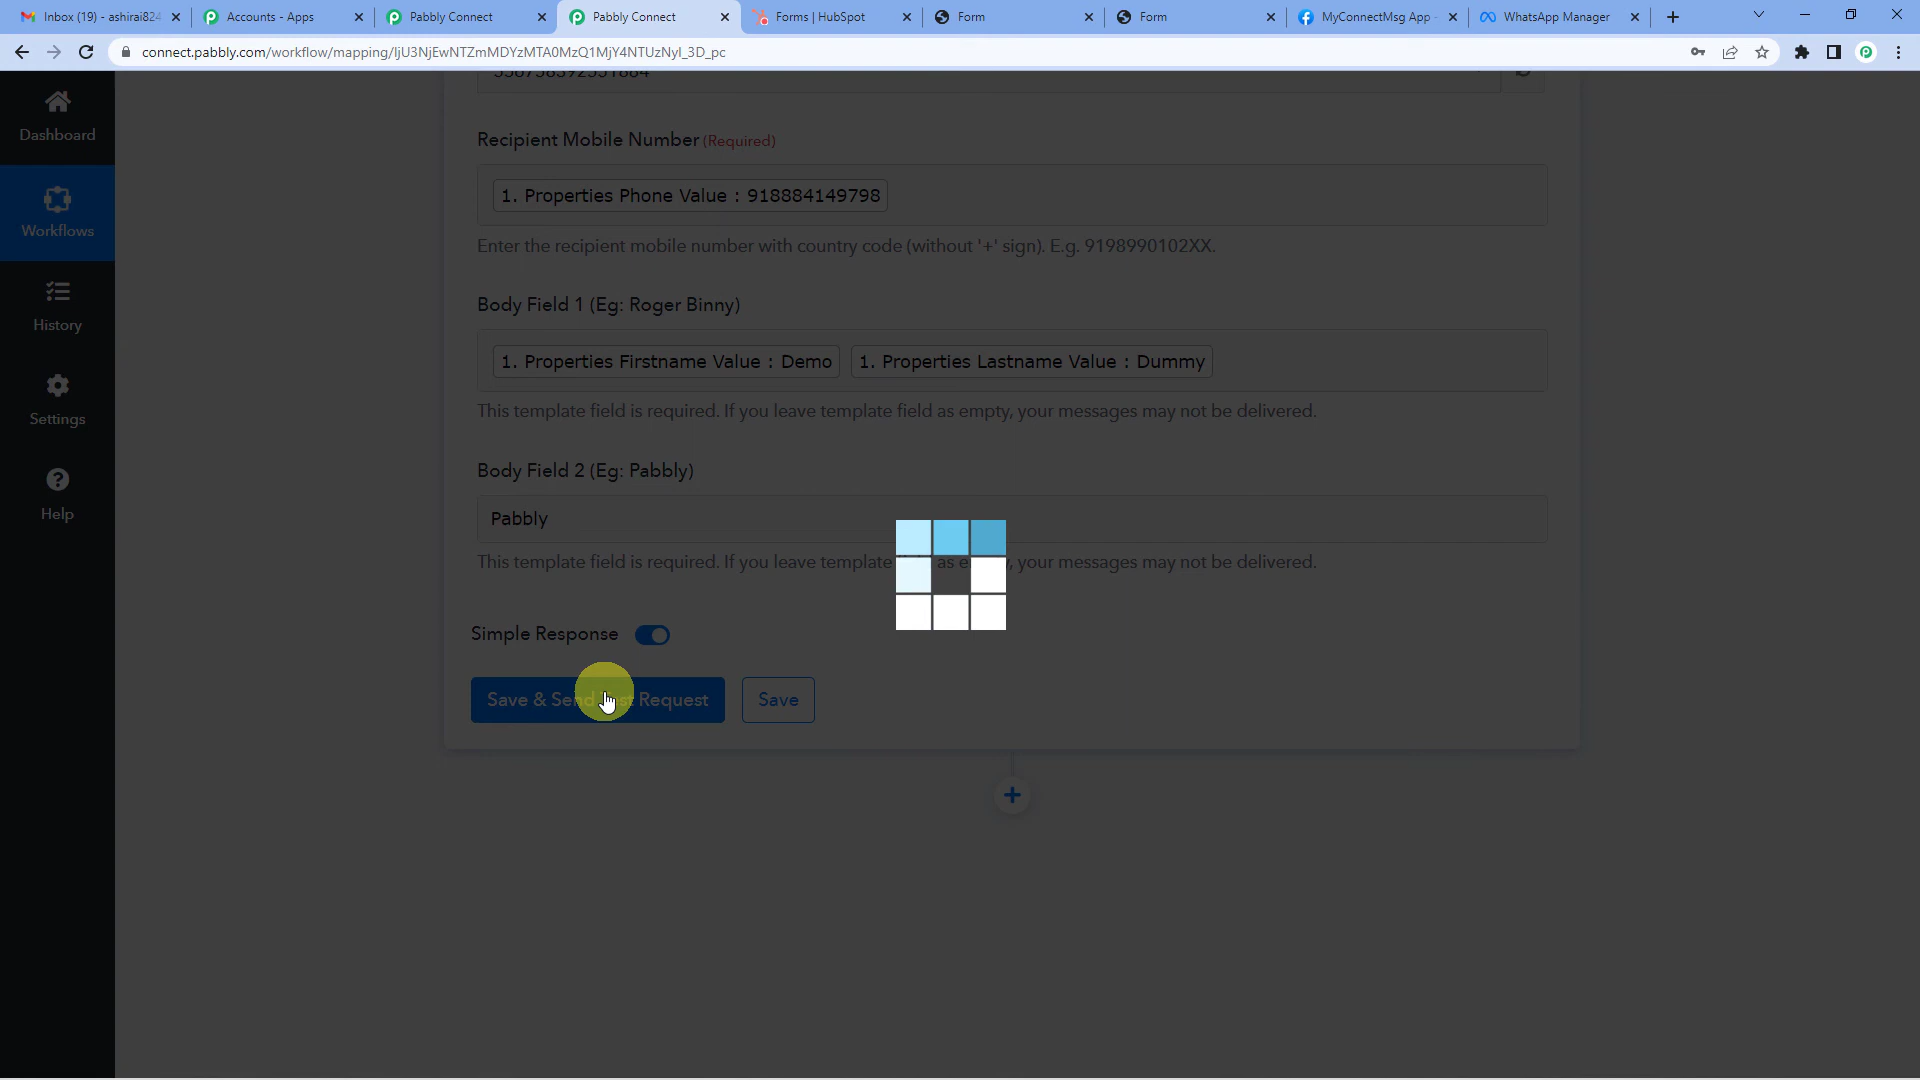 Inbox (19) - ashirai824
Accounts - Apps
Pabbly Connect
Pabbly Connect
Forms | HubSpot
Form
Form
MyConnectMsg App -
WhatsApp Manager
connect.pabbly.com/workflow/mapping/IjU3NjEwNTZmMDYzMTA0MzQ1MjY4NTUzNyI_3D_pc
Dashboard
Workflows
History
Settings
Help
Recipient Mobile Number (Required)
1. Properties Phone Value : 918884149798
Enter the recipient mobile number with country code (without '+' sign). E.g. 9198990102XX.
Body Field 1 (Eg: Roger Binny)
1. Properties Firstname Value : Demo 1. Properties Lastname Value : Dummy
This template field is required. If you leave template field as empty, your messages may not be delivered.
Body Field 2 (Eg: Pabbly)
Pabbly
This template field is required. If you leave template as e , your messages may not be delivered.
Simple Response
Save & Send Test Request
Save